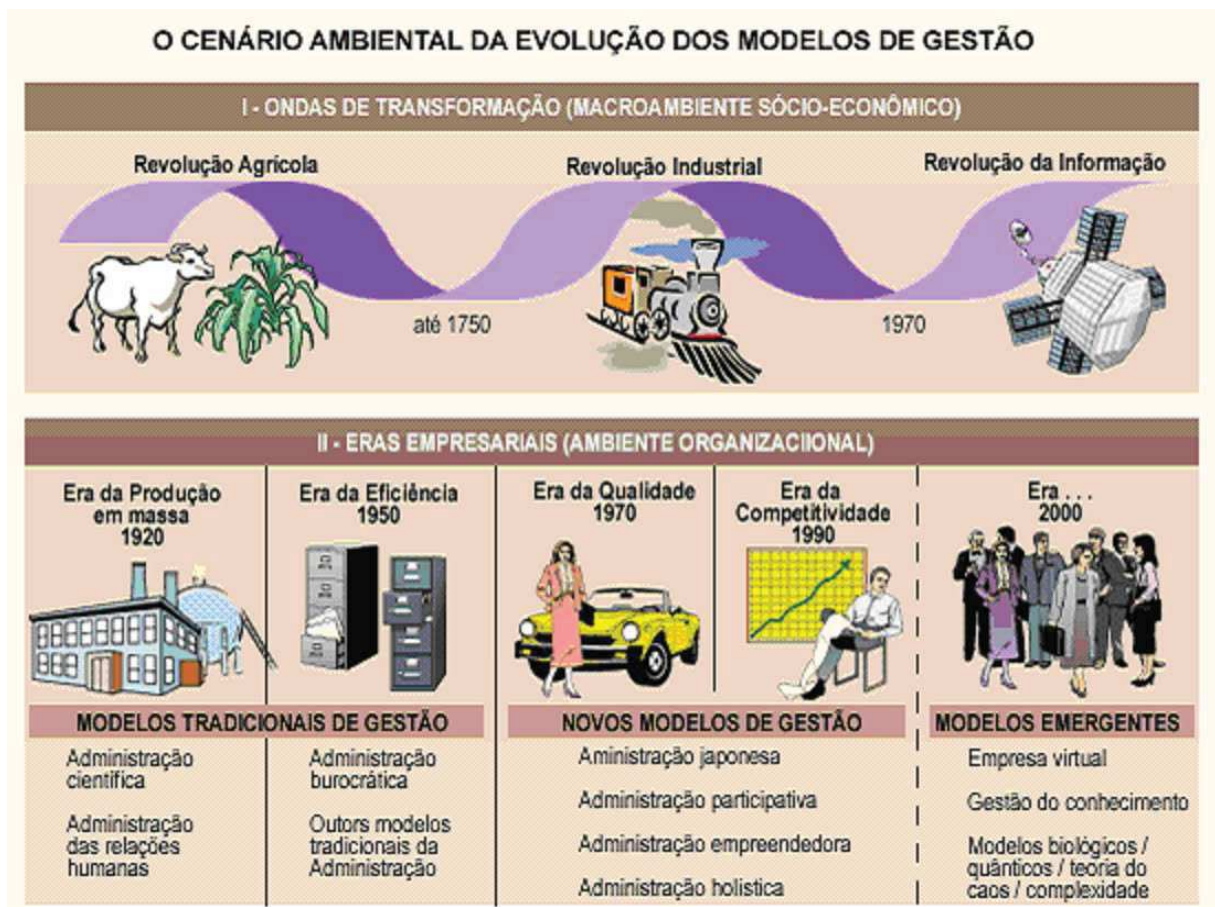 O CENÁRIO AMBIENTAL DA EVOLUÇÃO DOS MODELOS DE GESTÃO
I - ONDAS DE TRANSFORMAÇÃO (MACROAMBIENTE SÓCIO-ECONÔMICO)
Revolução Agrícola
Revolução Industrial
Revolução da Informação
até 1750
1970
II - ERAS EMPRESARIAIS (AMBIENTE ORGANIZACIIONAL)
Era da Produção
em massa
1920
Era da Eficiência
1950
Era da Qualidade
1970
Era da
Competitividade
1990
Era . . .
2000
MODELOS TRADICIONAIS DE GESTÃO
Administração
científica
Administração
das relações
humanas
Administração
burocrática
Outors modelos
tradicionais da
Administração
NOVOS MODELOS DE GESTÃO
Aministração japonesa
Administração participativa
Administração empreendedora
Administração holistica
MODELOS EMERGENTES
Empresa virtual
Gestão do conhecimento
Modelos biológicos /
quânticos / teoria do
caos / complexidade